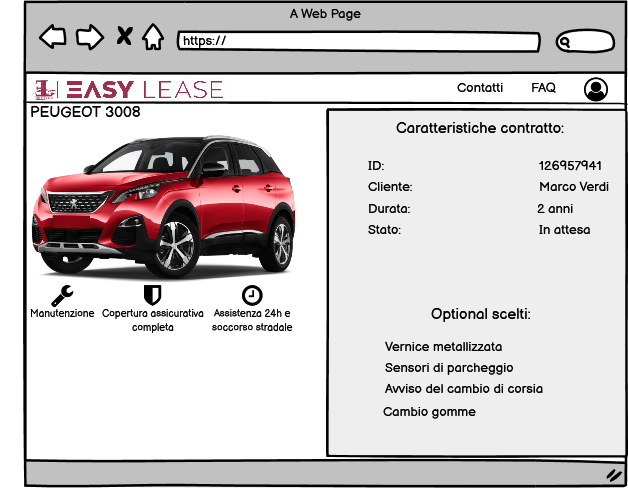 A Web Page
https://
EASY LEASE
Contatti
FAQ
PEUGEOT 3008
Manutenzione
Copertura assicurativa
completa
Assistenza 24h e
soccorso stradale
Caratteristiche contratto:
ID: 126957941
Cliente: Marco Verdi
Durata: 2 anni
Stato: In attesa
Optional scelti:
Vernice metallizzata
Sensori di parcheggio
Avviso del cambio di corsia
Cambio gomme